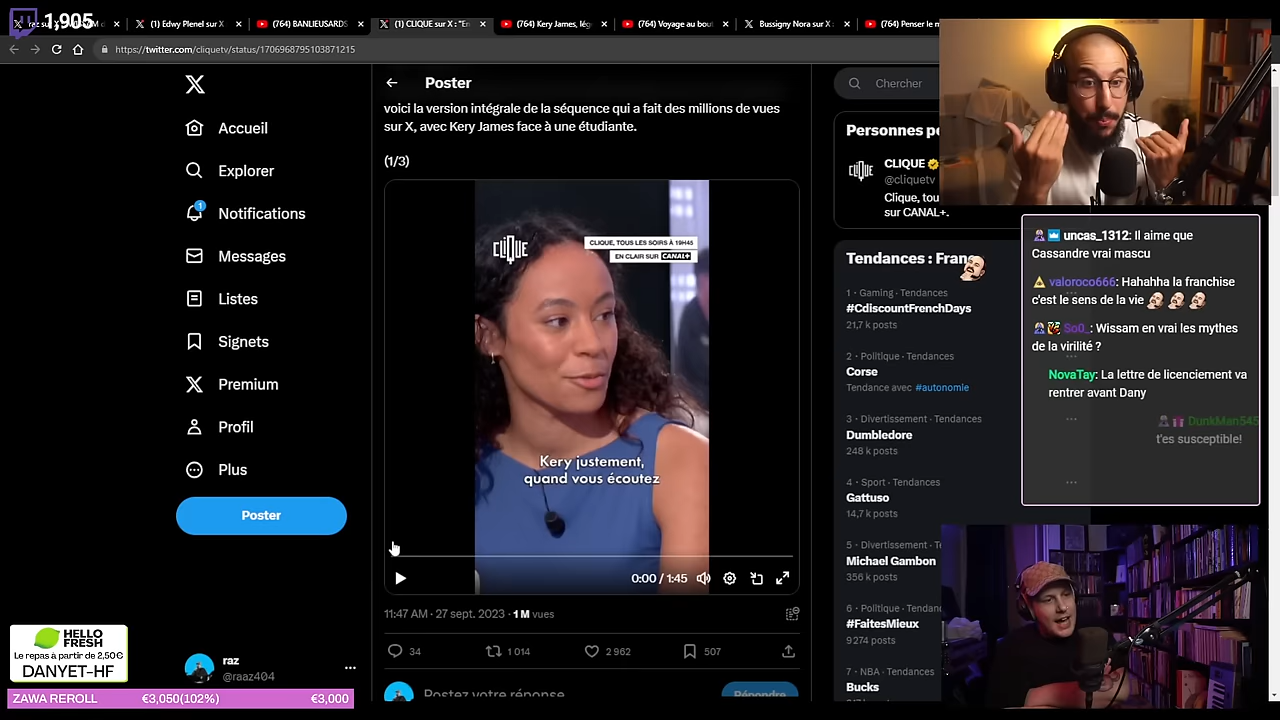 1,905
(1) Edwy Plenel sur X
(764) BANLIEUSARDS
(1) CLIQUE sur X : "En
(764) Kery James, lég
(764) Voyage au bout
Bussigny Nora sur X :
(764) Penser le m
https://twitter.com/cliquetv/status/1706968795103871215
Accueil
Explorer
1
Notifications
Messages
Listes
Signets
Premium
Profil
Plus
Poster
raz
@raaz404
HELLO
FRESH
Le repas à partir de 2,50€
DANYET-HF
ZAWA REROLL €3,050(102%) €3,000
Poster
voici la version intégrale de la séquence qui a fait des millions de vues
sur X, avec Kery James face à une étudiante.
(1/3)
CLIQUE
CLIQUE, TOUS LES SOIRS À 19H45
EN CLAIR SUR CANAL+
Kery justement,
quand vous écoutez
0:00 / 1:45
11:47 AM · 27 sept. 2023 · 1 M vues
34 1 014 2 962 507
Postez votre réponse
Répondre
Chercher
Personnes pe
CLIQUE
@cliquetv
Clique, tou
sur CANAL+.
Tendances : Fran
1 · Gaming · Tendances
#CdiscountFrenchDays
21,7 k posts
2 · Politique · Tendances
Corse
Tendance avec #autonomie
3 · Divertissement · Tendances
Dumbledore
248 k posts
4 · Sport · Tendances
Gattuso
14,7 k posts
5 · Divertissement · T
Michael Gambon
356 k posts
6 · Politique · Tendances
#FaitesMieux
9 274 posts
7 · NBA · Tendances
Bucks
uncas_1312: Il aime que
Cassandre vrai mascu
valoroco666: Hahahha la franchise
c'est le sens de la vie
So0_: Wissam en vrai les mythes
de la virilité ?
NovaTay: La lettre de licenciement va
rentrer avant Dany
DunkMan545
t'es susceptible!